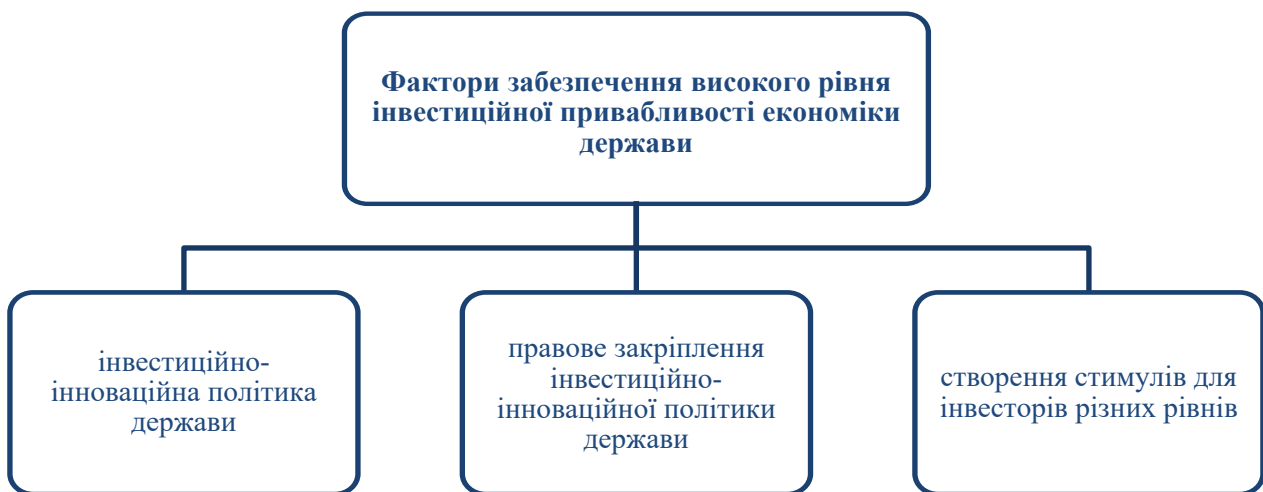 Фактори забезпечення високого рівня
інвестиційної привабливості економіки
держави
інвестиційно-
інноваційна політика
держави
правове закріплення
інвестиційно-
інноваційної політики
держави
створення стимулів для
інвесторів різних рівнів